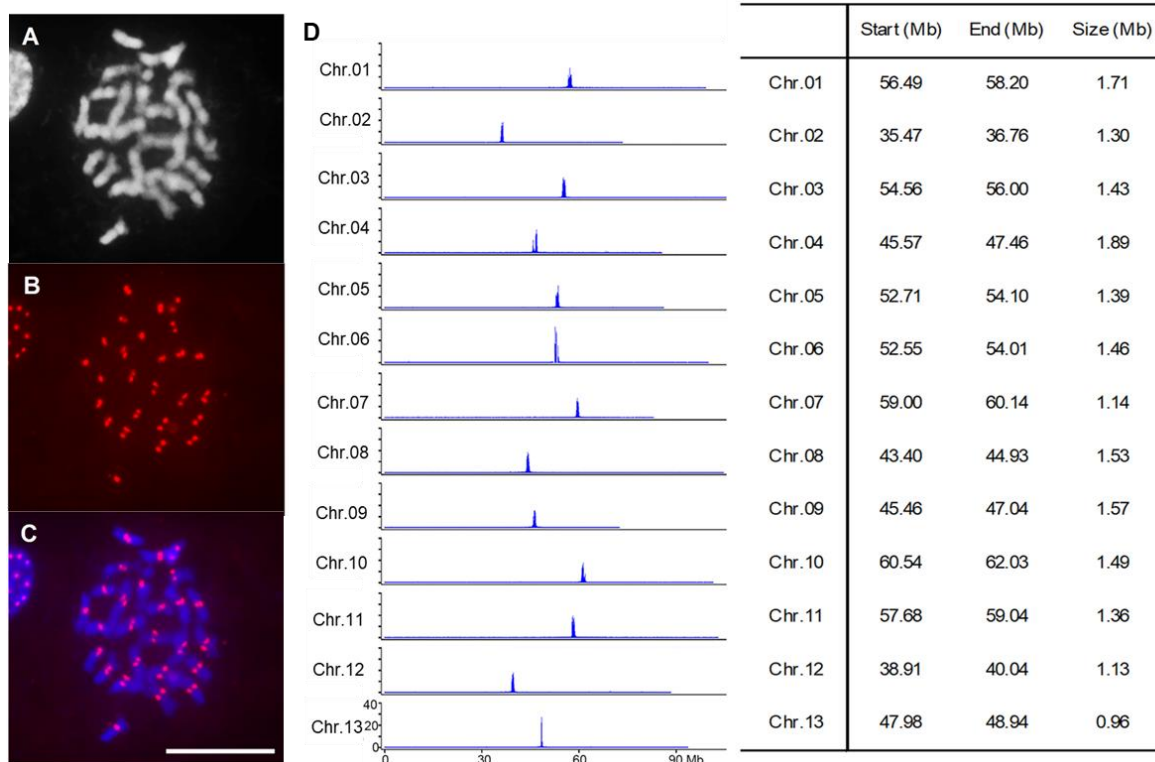 A
B
C
D
Chr.01
Chr.02
Chr.03
Chr.04
Chr.05
Chr.06
Chr.07
Chr.08
Chr.09
Chr.10
Chr.11
Chr.12
Chr.13
40
20
0
0 30 60 90 Mb
Start (Mb) End (Mb) Size (Mb)
Chr.01 56.49 58.20 1.71
Chr.02 35.47 36.76 1.30
Chr.03 54.56 56.00 1.43
Chr.04 45.57 47.46 1.89
Chr.05 52.71 54.10 1.39
Chr.06 52.55 54.01 1.46
Chr.07 59.00 60.14 1.14
Chr.08 43.40 44.93 1.53
Chr.09 45.46 47.04 1.57
Chr.10 60.54 62.03 1.49
Chr.11 57.68 59.04 1.36
Chr.12 38.91 40.04 1.13
Chr.13 47.98 48.94 0.96